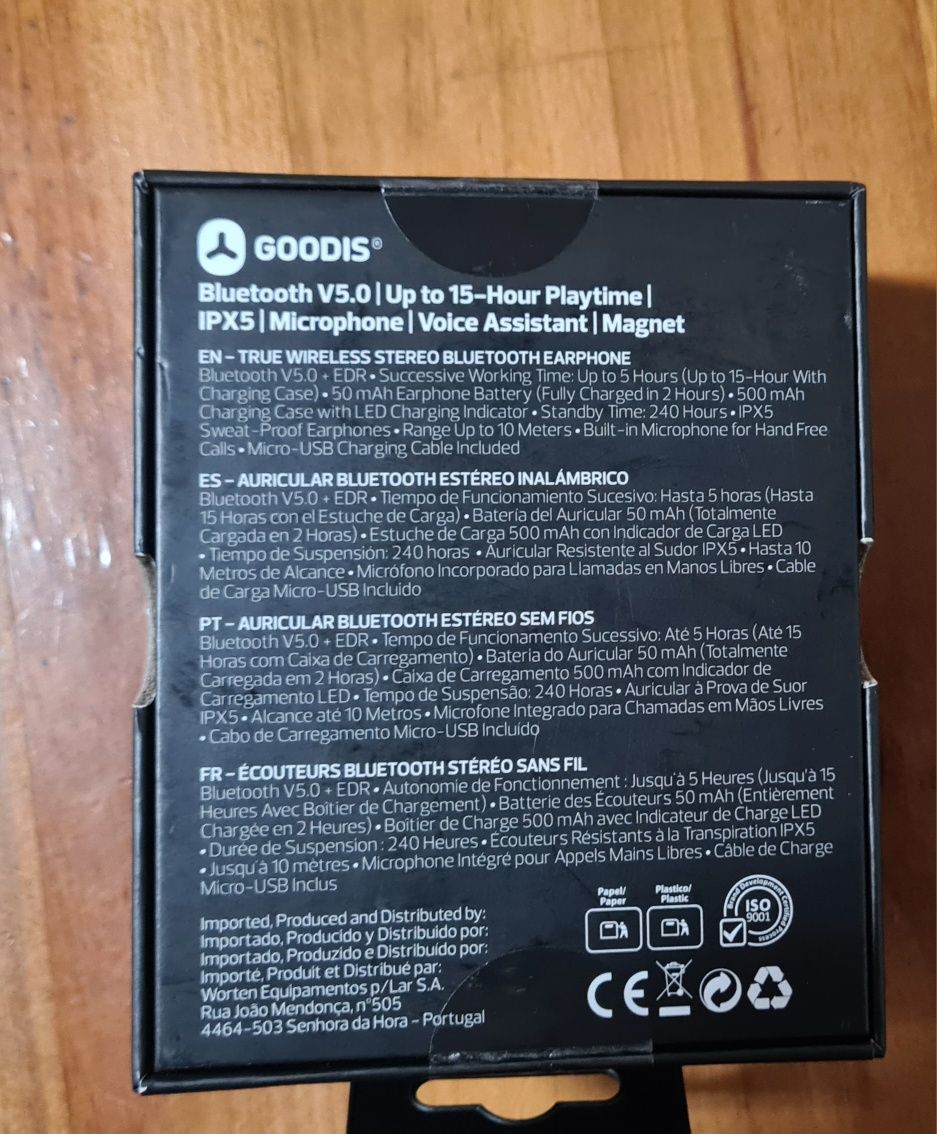 GOODIS®
Bluetooth V5.0 | Up to 15-Hour Playtime |
IPX5 | Microphone | Voice Assistant | Magnet
EN - TRUE WIRELESS STEREO BLUETOOTH EARPHONE
Bluetooth V5.0 + EDR • Successive Working Time: Up to 5 Hours (Up to 15-Hour With
Charging Case) • 50 mAh Earphone Battery (Fully Charged in 2 Hours) • 500 mAh
Charging Case with LED Charging Indicator • Standby Time: 240 Hours • IPX5
Sweat-Proof Earphones • Range Up to 10 Meters • Built-in Microphone for Hand Free
Calls • Micro-USB Charging Cable Included
ES - AURICULAR BLUETOOTH ESTÉREO INALÁMBRICO
Bluetooth V5.0 + EDR • Tiempo de Funcionamiento Sucesivo: Hasta 5 horas (Hasta
15 Horas con el Estuche de Carga) • Batería del Auricular 50 mAh (Totalmente
Cargada en 2 Horas) • Estuche de Carga 500 mAh con Indicador de Carga LED
• Tiempo de Suspensión: 240 horas • Auricular Resistente al Sudor IPX5 • Hasta 10
Metros de Alcance • Micrófono Incorporado para Llamadas en Manos Libres • Cable
de Carga Micro-USB Incluido
PT - AURICULAR BLUETOOTH ESTÉREO SEM FIOS
Bluetooth V5.0 + EDR • Tempo de Funcionamento Sucessivo: Até 5 Horas (Até 15
Horas com Caixa de Carregamento) • Bateria do Auricular 50 mAh (Totalmente
Carregada em 2 Horas) • Caixa de Carregamento 500 mAh com Indicador de
Carregamento LED • Tempo de Suspensão: 240 Horas • Auricular à Prova de Suor
IPX5 • Alcance até 10 Metros • Microfone Integrado para Chamadas em Mãos Livres
• Cabo de Carregamento Micro-USB Incluído
FR - ÉCOUTEURS BLUETOOTH STÉRÉO SANS FIL
Bluetooth V5.0 + EDR • Autonomie de Fonctionnement : Jusqu'à 5 Heures (Jusqu'à 15
Heures Avec Boîtier de Chargement) • Batterie des Écouteurs 50 mAh (Entièrement
Chargée en 2 Heures) • Boîtier de Charge 500 mAh avec Indicateur de Charge LED
• Durée de Suspension : 240 Heures • Écouteurs Résistants à la Transpiration IPX5
• Jusqu'à 10 mètres • Microphone Intégré pour Appels Mains Libres • Câble de Charge
Micro-USB Inclus
Imported, Produced and Distributed by:
Importado, Producido y Distribuido por:
Importado, Produzido e Distribuído por:
Importé, Produit et Distribué par:
Worten Equipamentos p/Lar S.A.
Rua João Mendonça, nº505
4464-503 Senhora da Hora - Portugal
Papel/
Paper
Plastico/
Plastic
Brand Development Certified Process
ISO
9001
CE